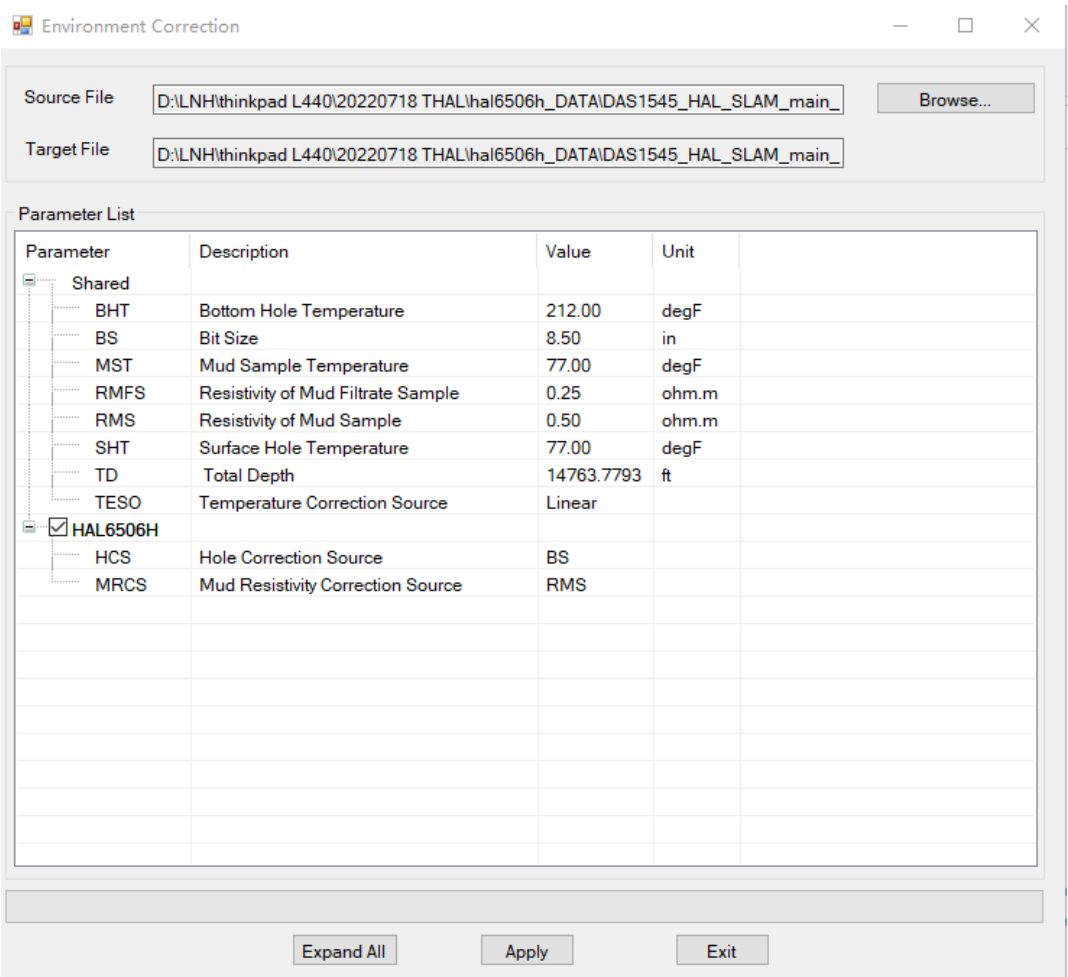 Environment Correction
Source File D:\LNH\thinkpad L440\20220718 THAL\hal6506h_DATA\DAS1545_HAL_SLAM_main_ Browse...
Target File D:\LNH\thinkpad L440\20220718 THAL\hal6506h_DATA\DAS1545_HAL_SLAM_main_
Parameter List
Parameter Description Value Unit
Shared
BHT Bottom Hole Temperature 212.00 degF
BS Bit Size 8.50 in
MST Mud Sample Temperature 77.00 degF
RMFS Resistivity of Mud Filtrate Sample 0.25 ohm.m
RMS Resistivity of Mud Sample 0.50 ohm.m
SHT Surface Hole Temperature 77.00 degF
TD Total Depth 14763.7793 ft
TESO Temperature Correction Source Linear
HAL6506H
HCS Hole Correction Source BS
MRCS Mud Resistivity Correction Source RMS
Expand All Apply Exit